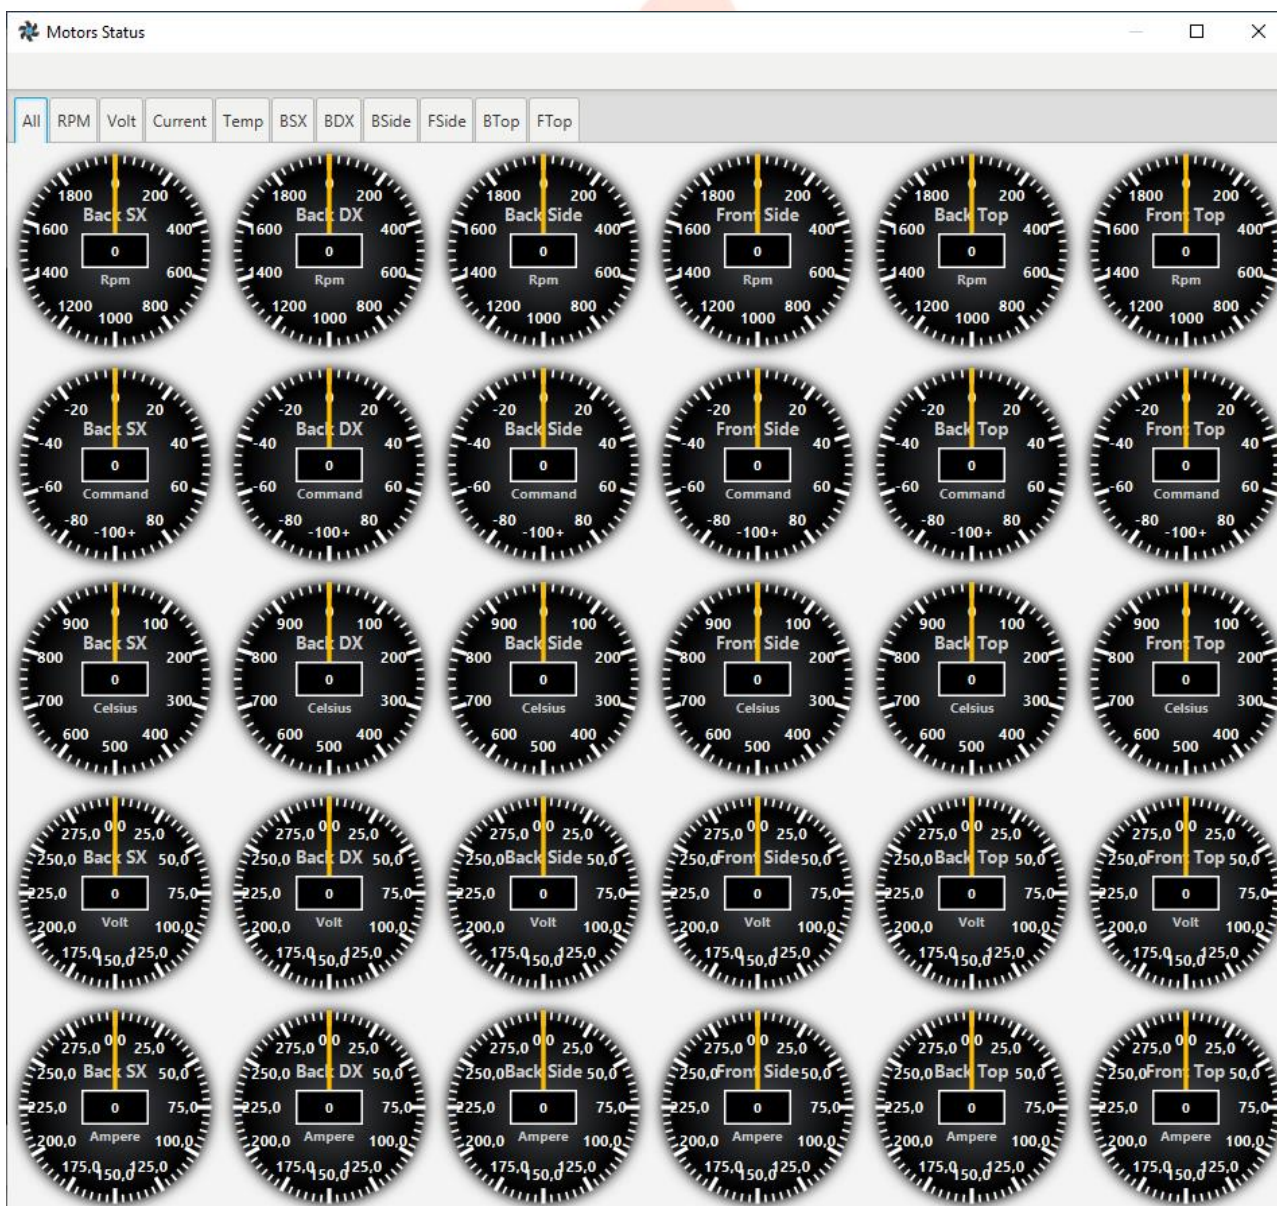 Motors Status
All RPM Volt Current Temp BSX BDX BSide FSide BTop FTop
0 0 0 0 0 0
1800 200 1800 200 1800 200 1800 200 1800 200 1800 200
Back SX Back DX Back Side Front Side Back Top Front Top
1600 400 1600 400 1600 400 1600 400 1600 400 1600 400
0 0 0 0 0 0
1400 600 1400 600 1400 600 1400 600 1400 600 1400 600
Rpm Rpm Rpm Rpm Rpm Rpm
1200 800 1200 800 1200 800 1200 800 1200 800 1200 800
1000 1000 1000 1000 1000 1000
0 0 0 0 0 0
-20 20 -20 20 -20 20 -20 20 -20 20 -20 20
Back SX Back DX Back Side Front Side Back Top Front Top
-40 40 -40 40 -40 40 -40 40 -40 40 -40 40
0 0 0 0 0 0
-60 60 -60 60 -60 60 -60 60 -60 60 -60 60
Command Command Command Command Command Command
-80 80 -80 80 -80 80 -80 80 -80 80 -80 80
-100+ -100+ -100+ -100+ -100+ -100+
0 0 0 0 0 0
900 100 900 100 900 100 900 100 900 100 900 100
Back SX Back DX Back Side Front Side Back Top Front Top
800 200 800 200 800 200 800 200 800 200 800 200
0 0 0 0 0 0
700 300 700 300 700 300 700 300 700 300 700 300
Celsius Celsius Celsius Celsius Celsius Celsius
600 400 600 400 600 400 600 400 600 400 600 400
500 500 500 500 500 500
275,0 0,0 25,0 275,0 0,0 25,0 275,0 0,0 25,0 275,0 0,0 25,0 275,0 0,0 25,0 275,0 0,0 25,0
250,0 Back SX 50,0 250,0 Back DX 50,0 250,0 Back Side 50,0 250,0 Front Side 50,0 250,0 Back Top 50,0 250,0 Front Top 50,0
225,0 0 75,0 225,0 0 75,0 225,0 0 75,0 225,0 0 75,0 225,0 0 75,0 225,0 0 75,0
200,0 Volt 100,0 200,0 Volt 100,0 200,0 Volt 100,0 200,0 Volt 100,0 200,0 Volt 100,0 200,0 Volt 100,0
175,0 150,0 125,0 175,0 150,0 125,0 175,0 150,0 125,0 175,0 150,0 125,0 175,0 150,0 125,0 175,0 150,0 125,0
275,0 0,0 25,0 275,0 0,0 25,0 275,0 0,0 25,0 275,0 0,0 25,0 275,0 0,0 25,0 275,0 0,0 25,0
250,0 Back SX 50,0 250,0 Back DX 50,0 250,0 Back Side 50,0 250,0 Front Side 50,0 250,0 Back Top 50,0 250,0 Front Top 50,0
225,0 0 75,0 225,0 0 75,0 225,0 0 75,0 225,0 0 75,0 225,0 0 75,0 225,0 0 75,0
200,0 Ampere 100,0 200,0 Ampere 100,0 200,0 Ampere 100,0 200,0 Ampere 100,0 200,0 Ampere 100,0 200,0 Ampere 100,0
175,0 150,0 125,0 175,0 150,0 125,0 175,0 150,0 125,0 175,0 150,0 125,0 175,0 150,0 125,0 175,0 150,0 125,0